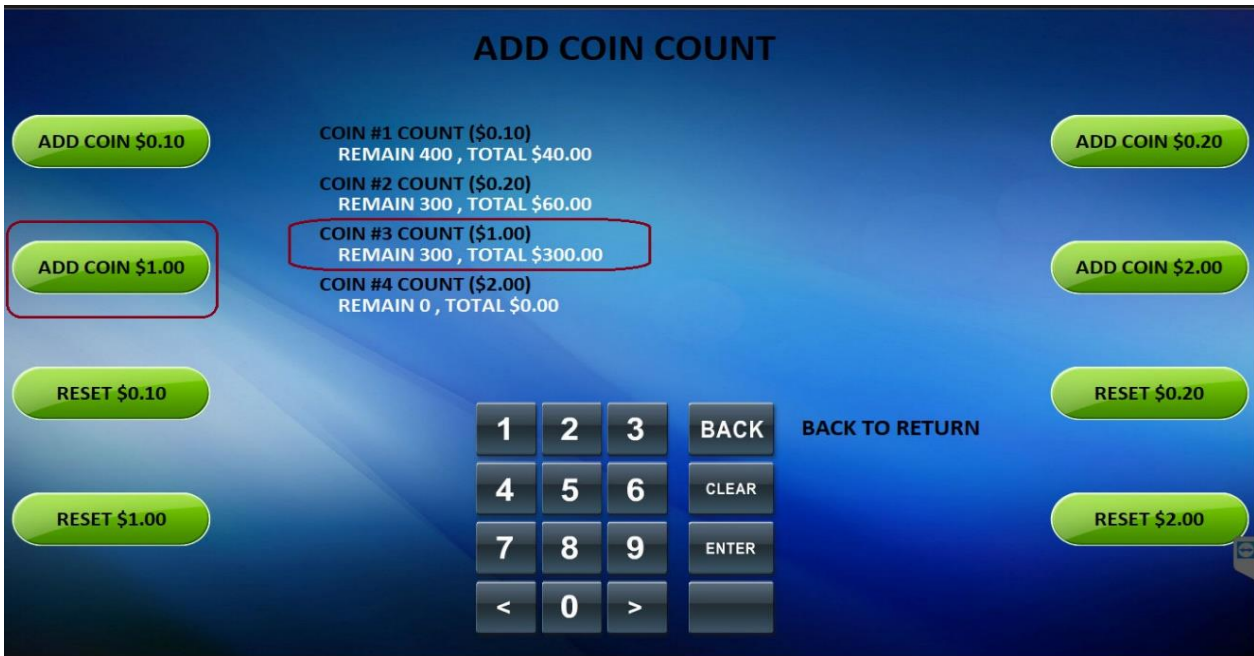 ADD COIN COUNT
ADD COIN $0.10
COIN #1 COUNT ($0.10)
REMAIN 400 , TOTAL $40.00
ADD COIN $0.20
COIN #2 COUNT ($0.20)
REMAIN 300 , TOTAL $60.00
COIN #3 COUNT ($1.00)
REMAIN 300 , TOTAL $300.00
ADD COIN $1.00
ADD COIN $2.00
COIN #4 COUNT ($2.00)
REMAIN 0 , TOTAL $0.00
RESET $0.10
RESET $0.20
1 2 3 BACK BACK TO RETURN
4 5 6 CLEAR
RESET $1.00
RESET $2.00
7 8 9 ENTER
< 0 >